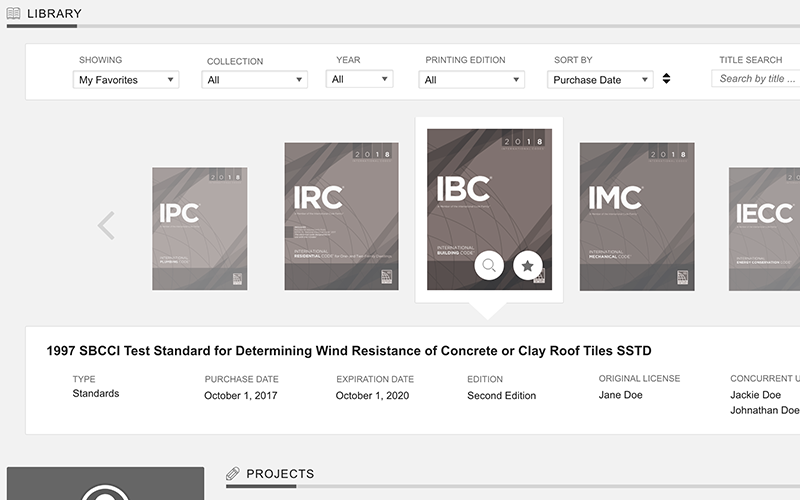 LIBRARY
SHOWING COLLECTION YEAR PRINTING EDITION SORT BY TITLE SEARCH
My Favorites All All All Purchase Date Search by title ...
2018 2018 2018 2018
IPC IRC IBC IMC IECC
INTERNATIONAL PLUMBING CODE
INTERNATIONAL RESIDENTIAL CODE
INTERNATIONAL BUILDING CODE
INTERNATIONAL MECHANICAL CODE
INTERNATIONAL ENERGY CONSERVATION CODE
1997 SBCCI Test Standard for Determining Wind Resistance of Concrete or Clay Roof Tiles SSTD
TYPE PURCHASE DATE EXPIRATION DATE EDITION ORIGINAL LICENSE CONCURRENT U
Standards October 1, 2017 October 1, 2020 Second Edition Jane Doe Jackie Doe
Johnathan Doe
PROJECTS